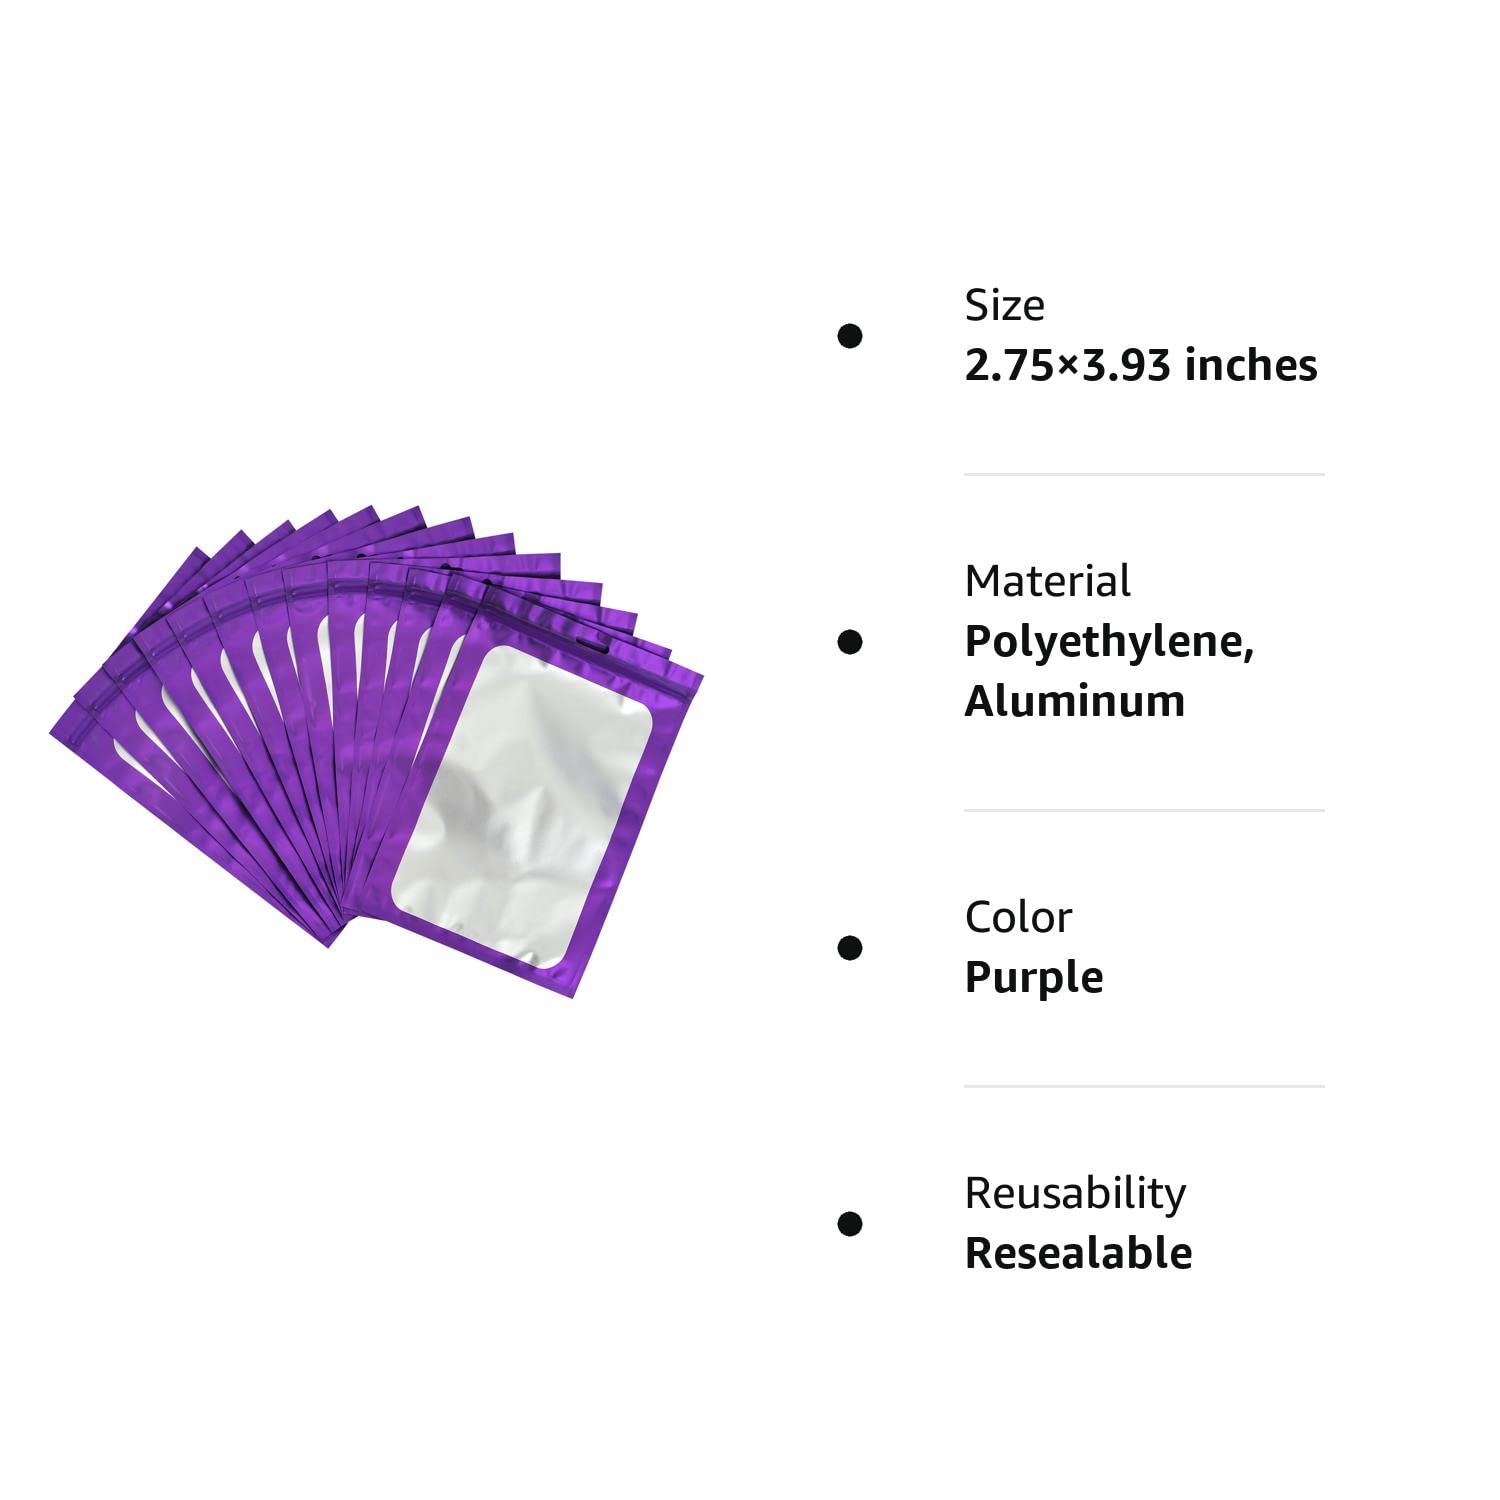 Size
2.75×3.93 inches
Material
Polyethylene,
Aluminum
Color
Purple
Reusability
Resealable